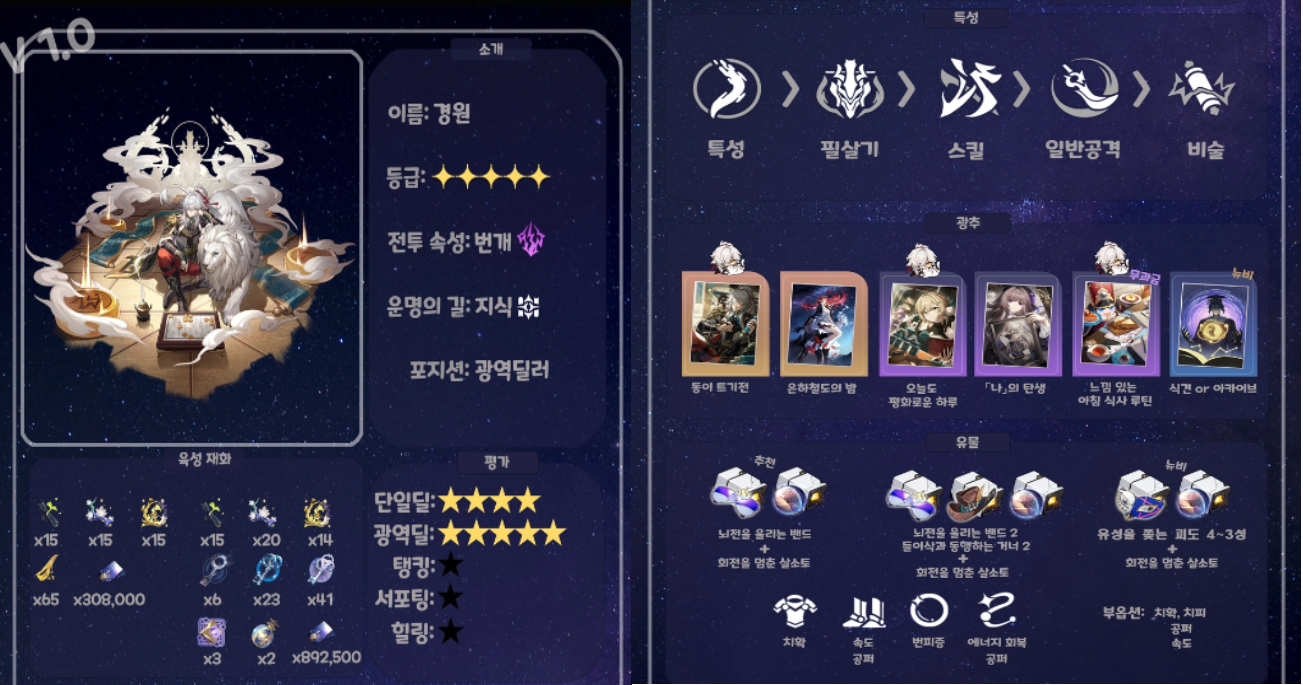 V 1.0
소개
이름: 경원
등급:
전투 속성: 번개
운명의 길: 지식
포지션: 광역딜러
육성 재화
x15
x15
x15
x15
x20
x14
x65
x308,000
x6
x23
x41
x3
x2
x892,500
평가
단일딜:
광역딜:
탱킹:
서포팅:
힐링:
특성
특성
필살기
스킬
일반공격
비술
광추
무과금
뉴비
동이 트기전
은하철도의 밤
오늘도
평화로운 하루
「나」의 탄생
느낌 있는
아침 식사 루틴
식견 or 아카이브
유물
추천
뇌전을 울리는 밴드
+
회전을 멈춘 살소토
뇌전을 울리는 밴드 2
들이삭과 동행하는 거너 2
+
회전을 멈춘 살소토
뉴비
유성을 쫓는 괴도 4~3성
+
회전을 멈춘 살소토
치확
속도
공퍼
번피증
에너지 회복
공퍼
부옵션: 치확, 치피
공퍼
속도